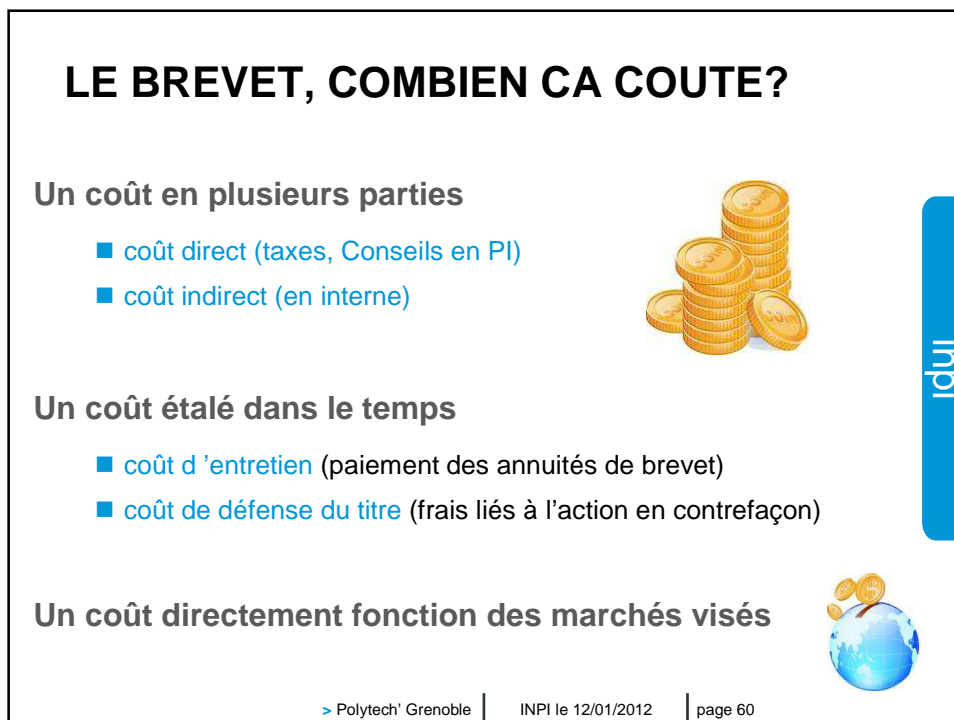 LE BREVET, COMBIEN CA COUTE?
Un coût en plusieurs parties
■ coût direct (taxes, Conseils en PI)
■ coût indirect (en interne)
Un coût étalé dans le temps
■ coût d ’entretien (paiement des annuités de brevet)
■ coût de défense du titre (frais liés à l’action en contrefaçon)
Un coût directement fonction des marchés visés
inpi
> Polytech’ Grenoble | INPI le 12/01/2012 | page 60
COIN
COIN
COIN